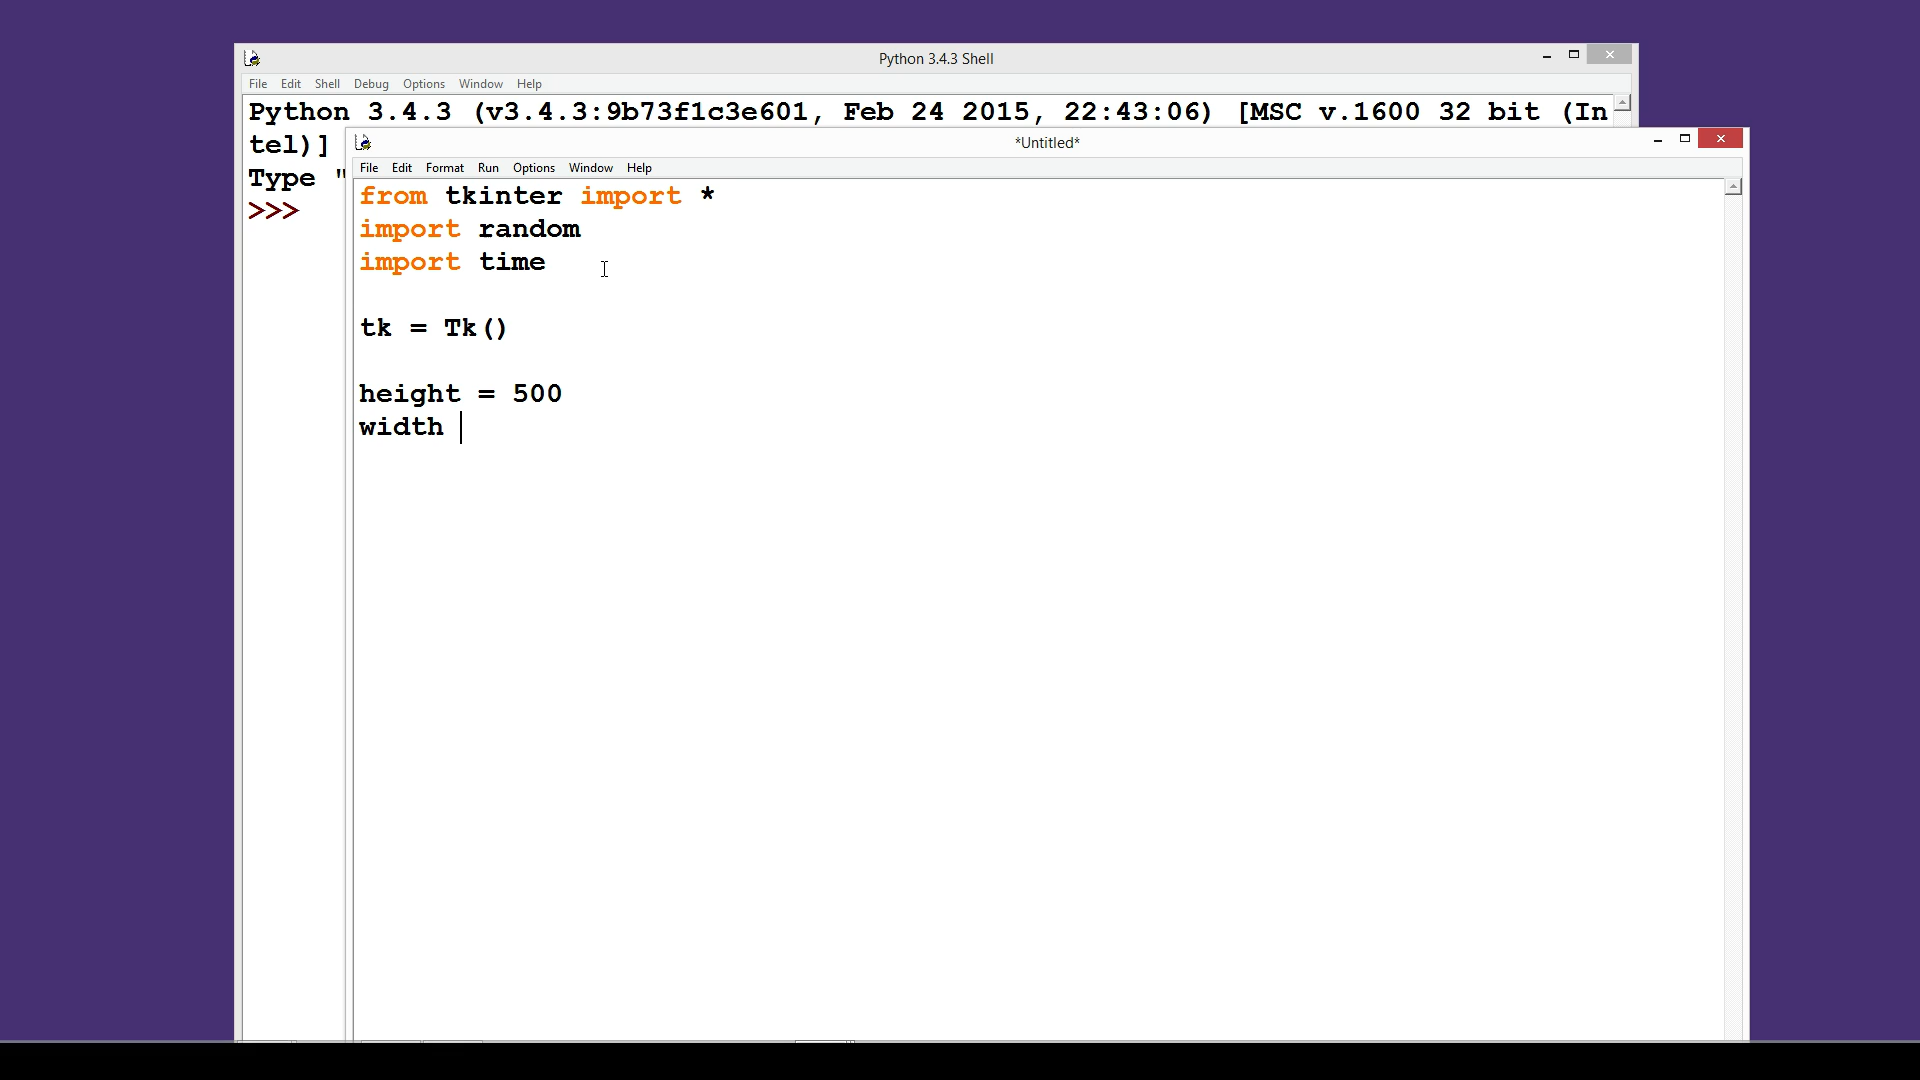 Python 3.4.3 Shell
File Edit Shell Debug Options Window Help
Python 3.4.3 (v3.4.3:9b73f1c3e601, Feb 24 2015, 22:43:06) [MSC v.1600 32 bit (In
tel)]
Type "
>>>
*Untitled*
File Edit Format Run Options Window Help
from tkinter import *
import random
import time
tk = Tk()
height = 500
width